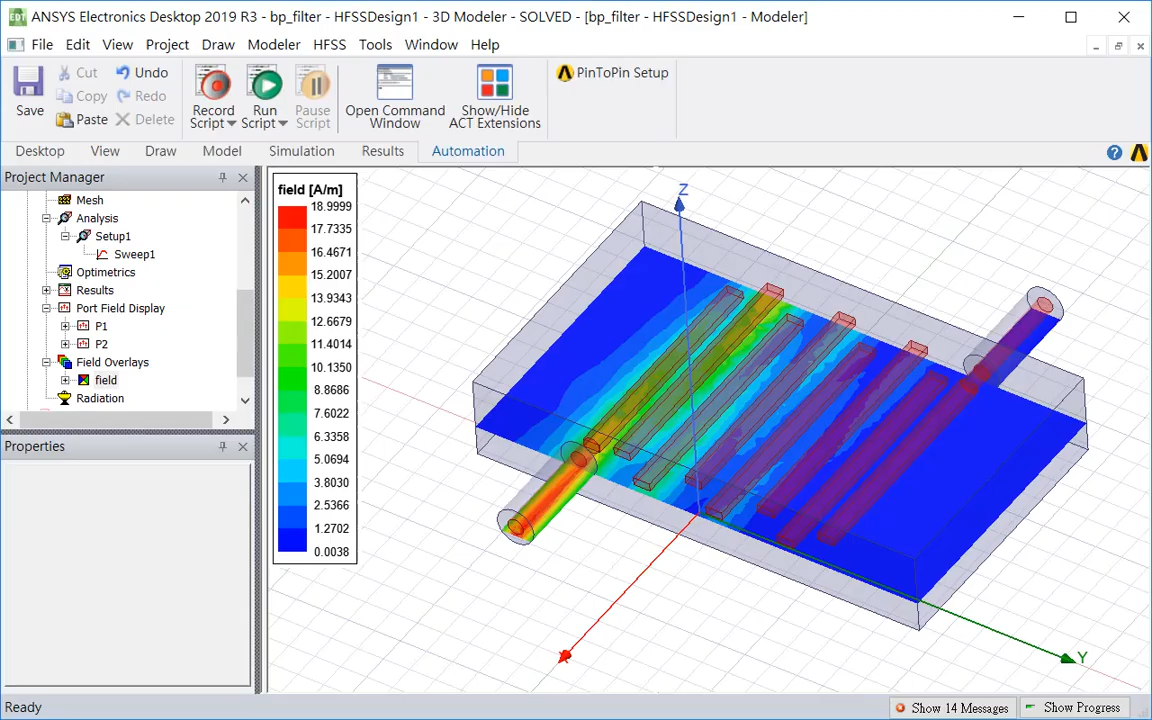 EDT ANSYS Electronics Desktop 2019 R3 - bp_filter - HFSSDesign1 - 3D Modeler - SOLVED - [bp_filter - HFSSDesign1 - Modeler]
File Edit View Project Draw Modeler HFSS Tools Window Help
Save
Cut
Copy
Paste
Undo
Redo
Delete
Record
Script
Run
Script
Pause
Script
Open Command
Window
Show/Hide
ACT Extensions
PinToPin Setup
Desktop View Draw Model Simulation Results Automation
Project Manager
Mesh
Analysis
Setup1
Sweep1
Optimetrics
Results
Port Field Display
P1
P2
Field Overlays
field
Radiation
Properties
field [A/m]
18.9999
17.7335
16.4671
15.2007
13.9343
12.6679
11.4014
10.1350
8.8686
7.6022
6.3358
5.0694
3.8030
2.5366
1.2702
0.0038
Z
X
Y
Ready
Show 14 Messages
Show Progress